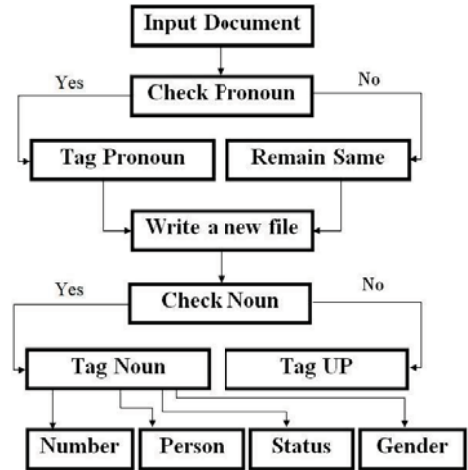 Input Document
Yes
No
Check Pronoun
Tag Pronoun
Remain Same
Write a new file
Yes
No
Check Noun
Tag Noun
Tag UP
Number
Person
Status
Gender